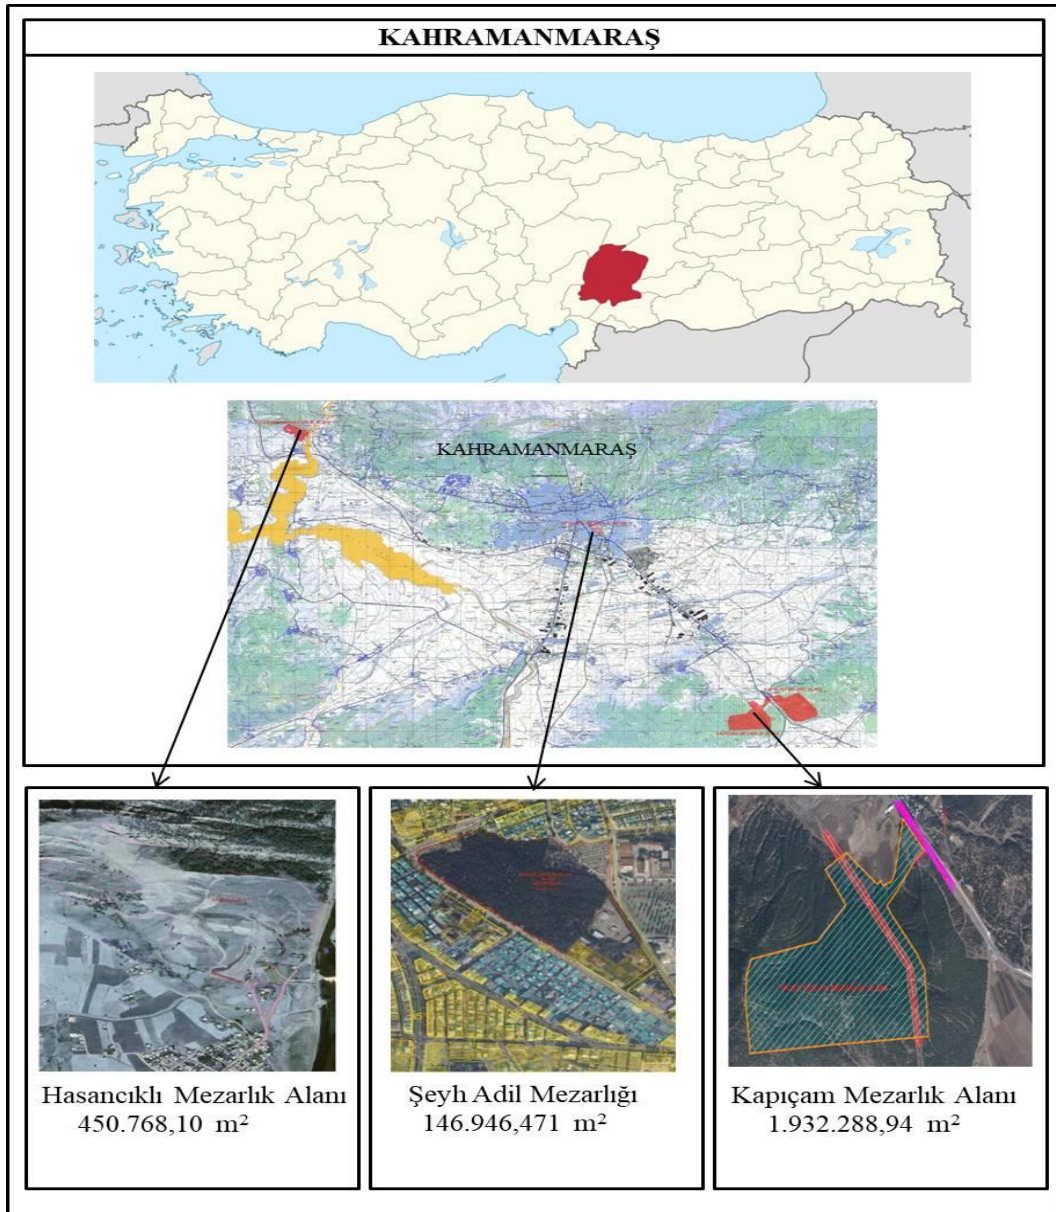 KAHRAMANMARAŞ
KAHRAMANMARAŞ
Hasancıklı Mezarlık Alanı
450.768,10 m²
Şeyh Adil Mezarlığı
146.946,471 m²
Kapıçam Mezarlık Alanı
1.932.288,94 m²